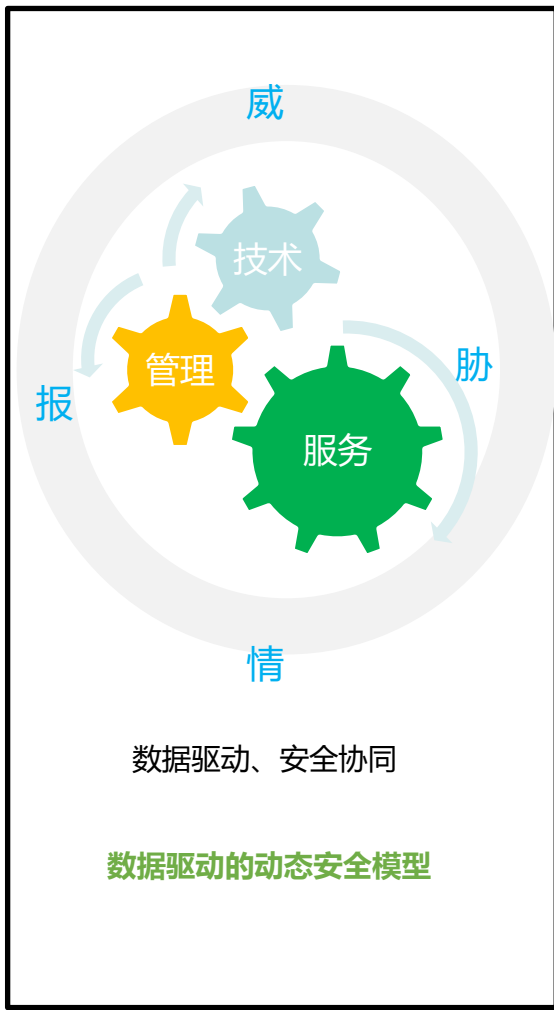 威
技术
管理
胁
报
服务
情
数据驱动、安全协同
数据驱动的动态安全模型